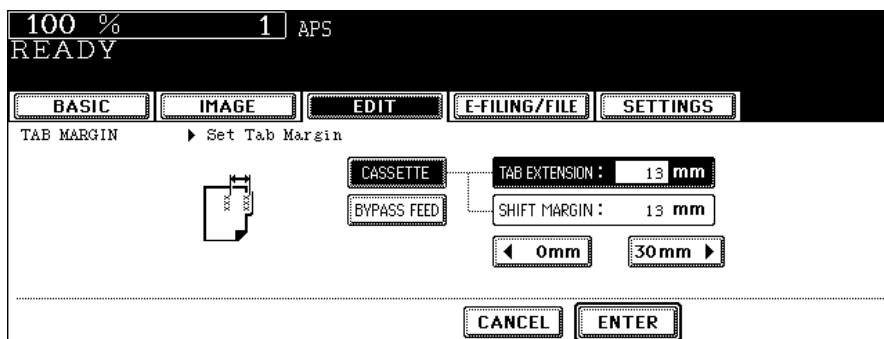 100 % 1 APS
READY
BASIC IMAGE EDIT E-FILING/FILE SETTINGS
TAB MARGIN ▶ Set Tab Margin
CASSETTE TAB EXTENSION : 13 mm
BYPASS FEED SHIFT MARGIN : 13 mm
◀ 0mm 30mm ▶
CANCEL ENTER